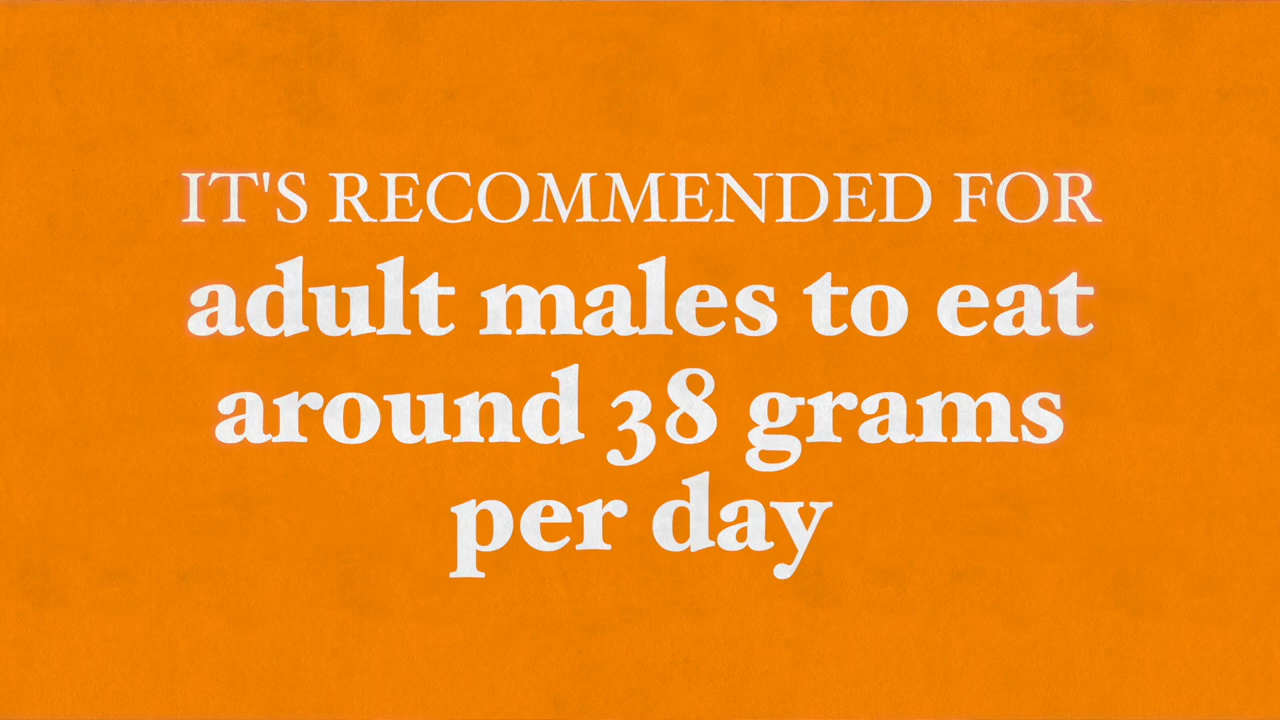 IT'S RECOMMENDED FOR
adult males to eat
around 38 grams
per day